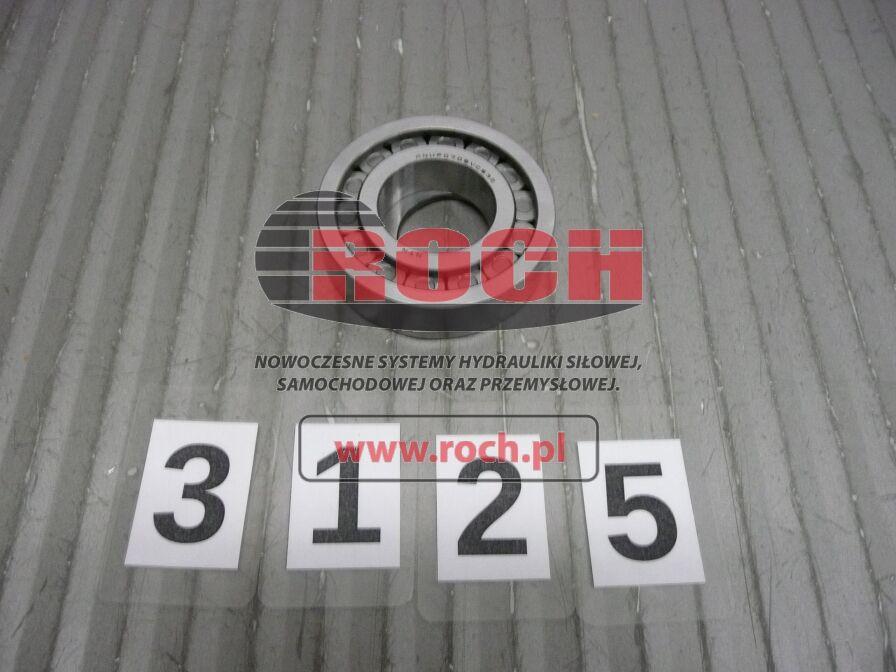 ROCH
NOWOCZESNE SYSTEMY HYDRAULIKI SIŁOWEJ,
SAMOCHODOWEJ ORAZ PRZEMYSŁOWEJ.
www.roch.pl
3 1 2 5